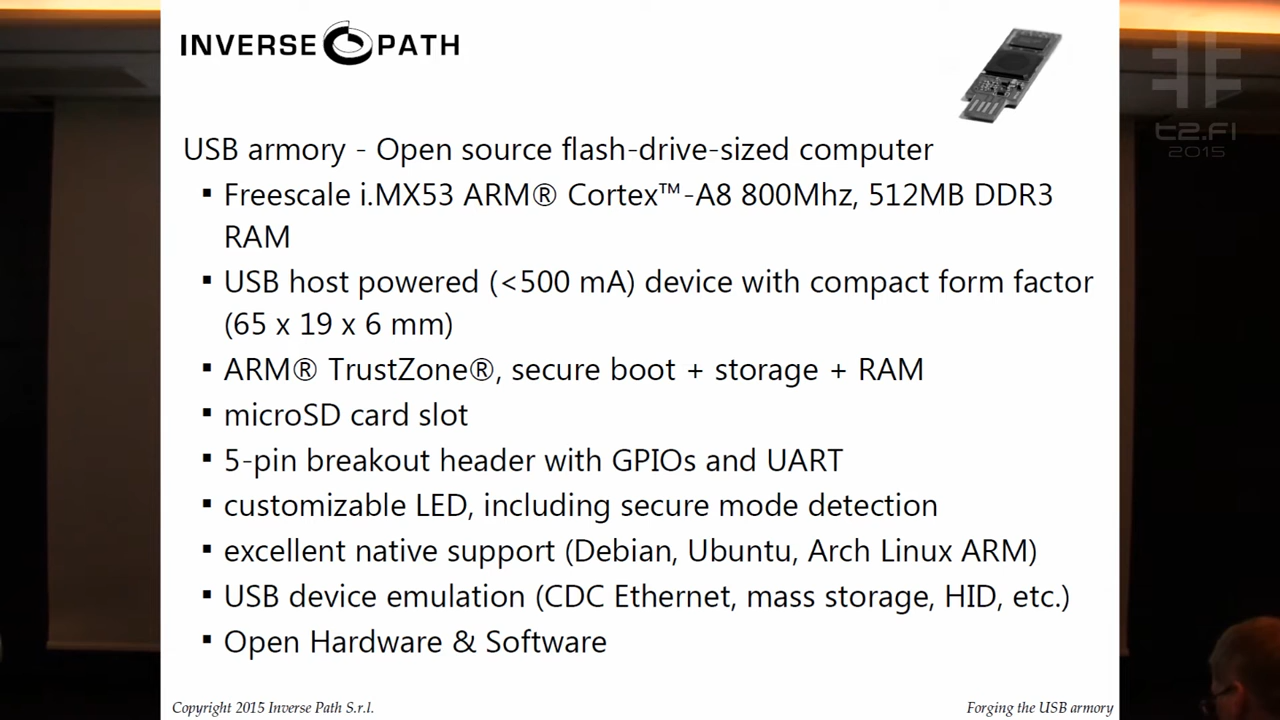 INVERSE PATH
t2.fi
2015
USB armory - Open source flash-drive-sized computer
▪ Freescale i.MX53 ARM® Cortex™-A8 800Mhz, 512MB DDR3
RAM
▪ USB host powered (<500 mA) device with compact form factor
(65 x 19 x 6 mm)
▪ ARM® TrustZone®, secure boot + storage + RAM
▪ microSD card slot
▪ 5-pin breakout header with GPIOs and UART
▪ customizable LED, including secure mode detection
▪ excellent native support (Debian, Ubuntu, Arch Linux ARM)
▪ USB device emulation (CDC Ethernet, mass storage, HID, etc.)
▪ Open Hardware & Software
Copyright 2015 Inverse Path S.r.l.
Forging the USB armory